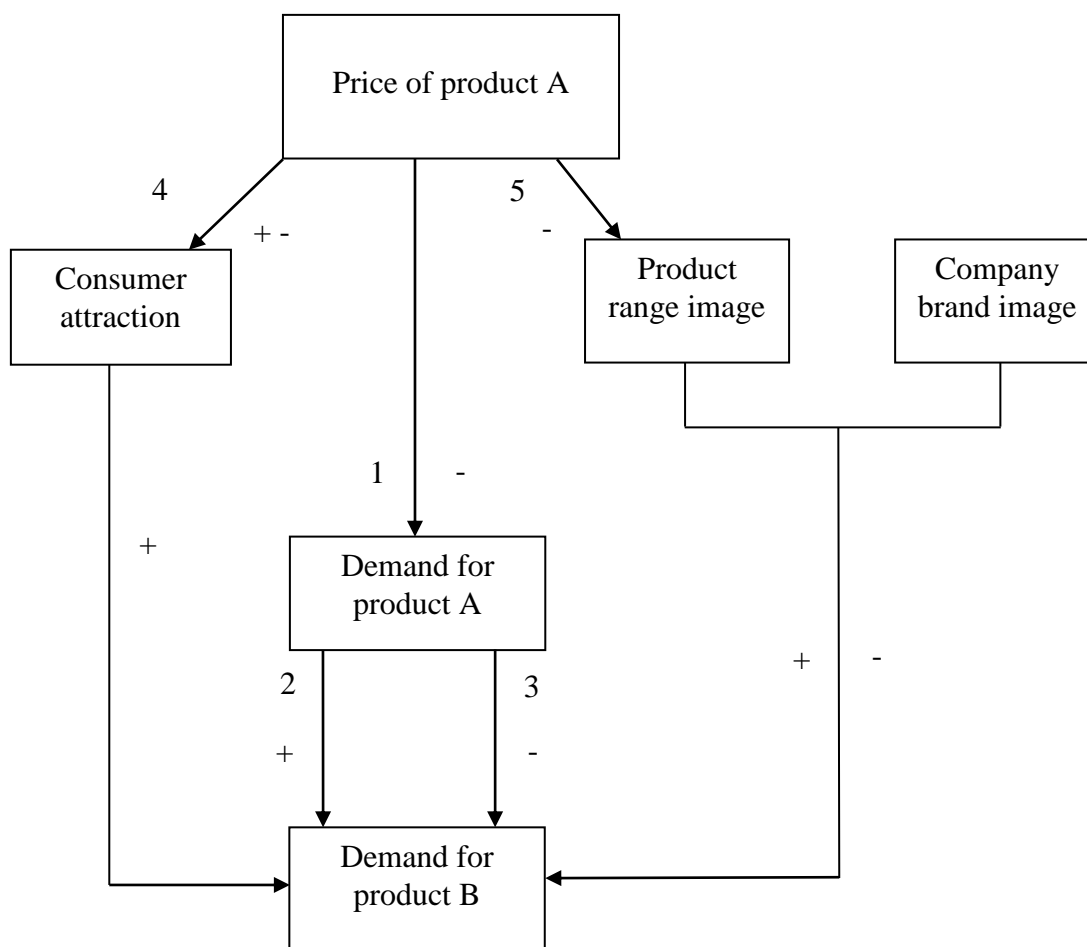 Price of product A
4
5
+ -
-
Consumer
attraction
Product
range image
Company
brand image
1
-
+
Demand for
product A
+
-
2
3
+
-
Demand for
product B